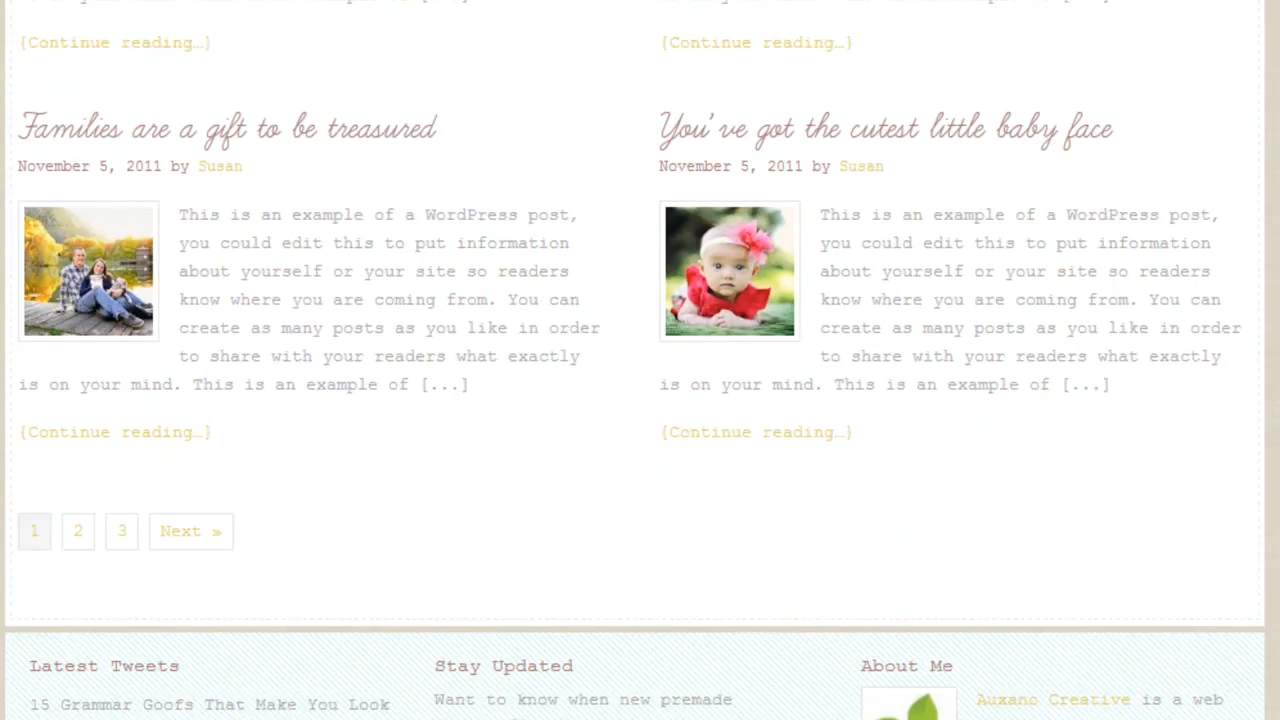 {Continue reading…}
{Continue reading…}
Families are a gift to be treasured
November 5, 2011 by Susan
This is an example of a WordPress post,
you could edit this to put information
about yourself or your site so readers
know where you are coming from. You can
create as many posts as you like in order
to share with your readers what exactly
is on your mind. This is an example of [...]
{Continue reading…}
You've got the cutest little baby face
November 5, 2011 by Susan
This is an example of a WordPress post,
you could edit this to put information
about yourself or your site so readers
know where you are coming from. You can
create as many posts as you like in order
to share with your readers what exactly
is on your mind. This is an example of [...]
{Continue reading…}
1 2 3 Next »
Latest Tweets
15 Grammar Goofs That Make You Look
Stay Updated
Want to know when new premade
About Me
Auxano Creative is a web